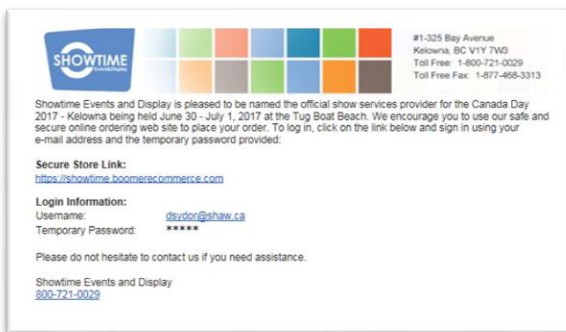 SHOWTIME
Event&Display
#1-325 Bay Avenue
Kelowna, BC V1Y 7W3
Toll Free: 1-800-721-0029
Toll Free Fax: 1-877-468-3313
Showtime Events and Display is pleased to be named the official show services provider for the Canada Day
2017 - Kelowna being held June 30 - July 1, 2017 at the Tug Boat Beach. We encourage you to use our safe and
secure online ordering web site to place your order. To log in, click on the link below and sign in using your
e-mail address and the temporary password provided:
Secure Store Link:
https://showtime.boomerecommerce.com
Login Information:
Username: dsydor@shaw.ca
Temporary Password: *****
Please do not hesitate to contact us if you need assistance.
Showtime Events and Display
800-721-0029